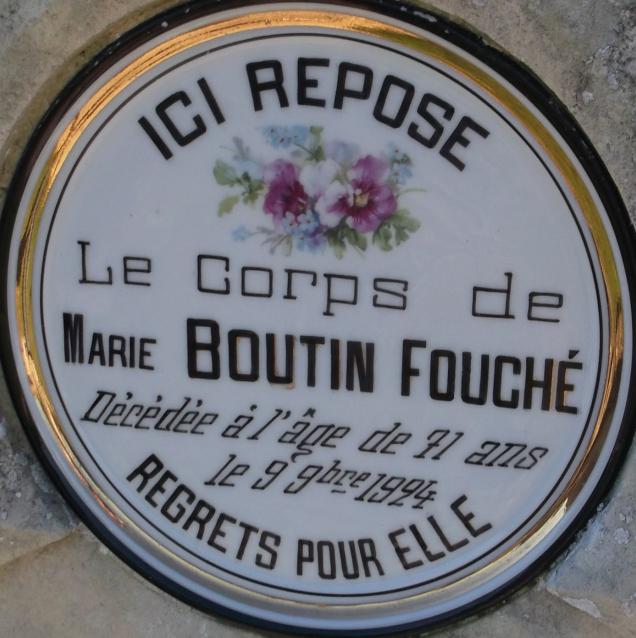 ICI REPOSE
Le Corps de
MARIE BOUTIN FOUCHÉ
Décédée à l'âge de 71 ans
le 9 9bre 1924
REGRETS POUR ELLE